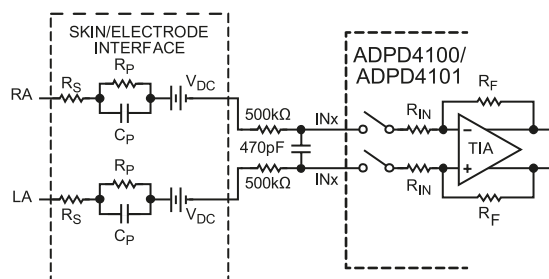 SKIN/ELECTRODE
INTERFACE
ADPD4100/
ADPD4101
RP
VDC
RF
RA
RS
CP
500kΩ
INx
RIN
470pF
−
TIA
+
RP
500kΩ
INx
RIN
LA
RS
CP
VDC
RF